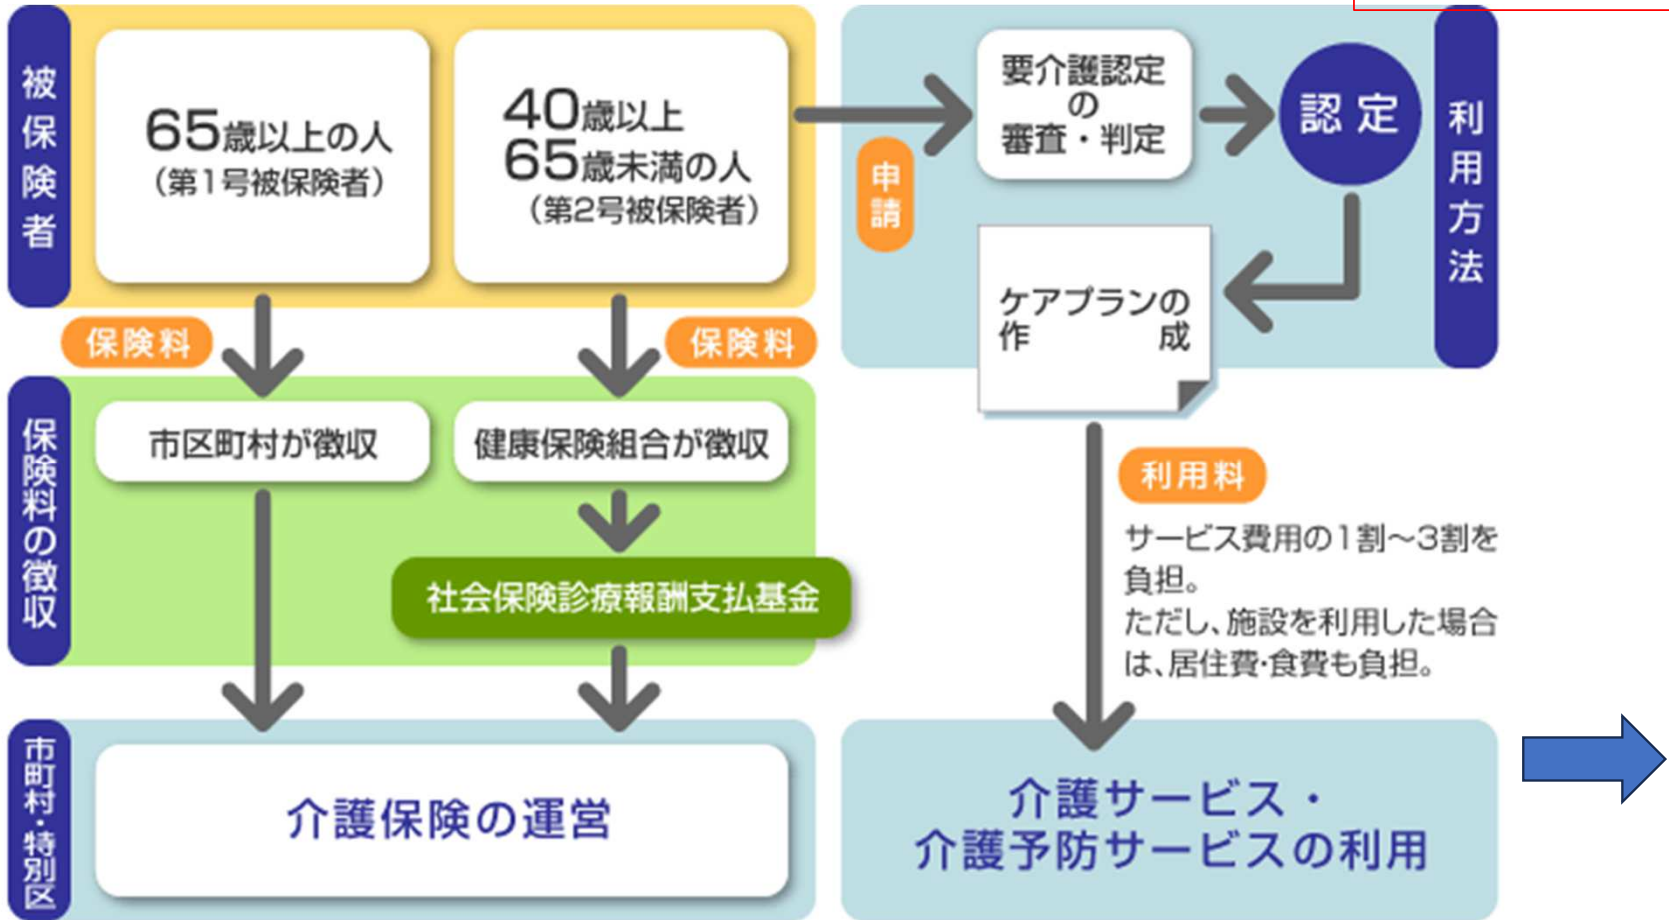 被保険者
65歳以上の人
（第1号被保険者）
40歳以上
65歳未満の人
（第2号被保険者）
保険料
保険料
保険料の徴収
市区町村が徴収
健康保険組合が徴収
社会保険診療報酬支払基金
市町村・特別区
介護保険の運営
申請
要介護認定
の
審査・判定
認定
利用方法
ケアプランの
作成
利用料
サービス費用の1割～3割を
負担。
ただし、施設を利用した場合
は、居住費・食費も負担。
介護サービス・
介護予防サービスの利用